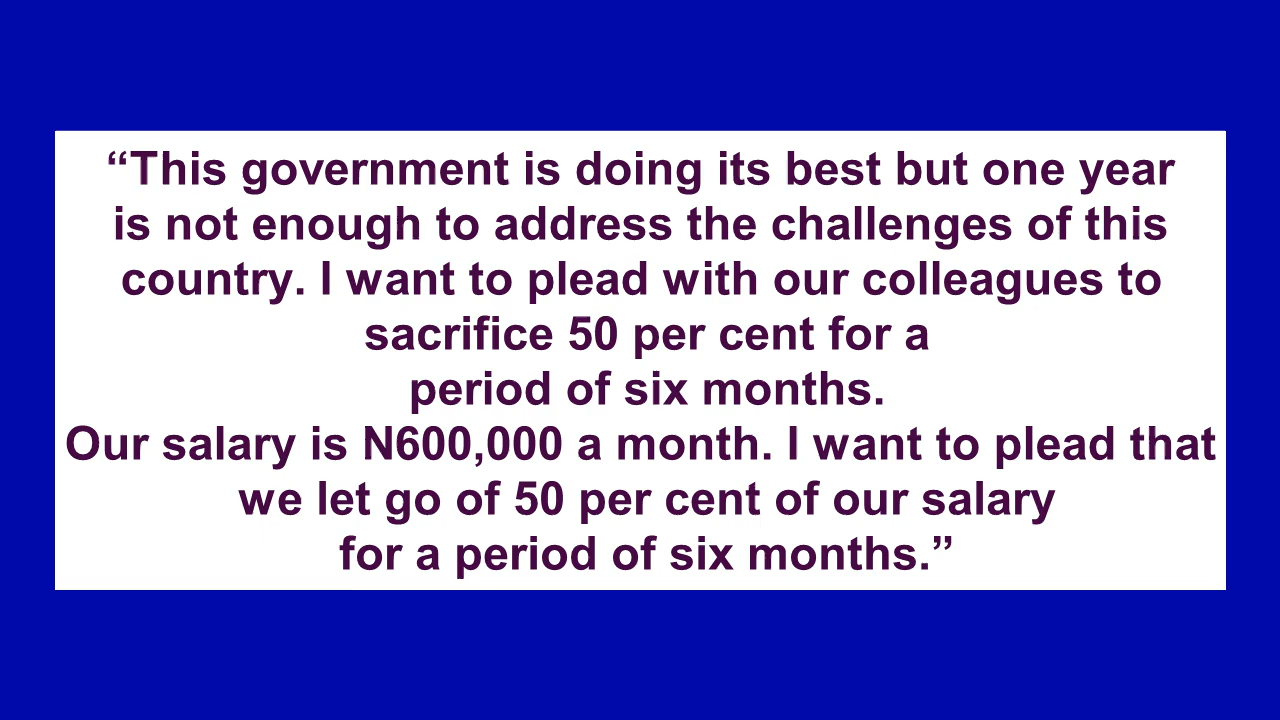 “This government is doing its best but one year
is not enough to address the challenges of this
country. I want to plead with our colleagues to
sacrifice 50 per cent for a
period of six months.
Our salary is N600,000 a month. I want to plead that
we let go of 50 per cent of our salary
for a period of six months.”